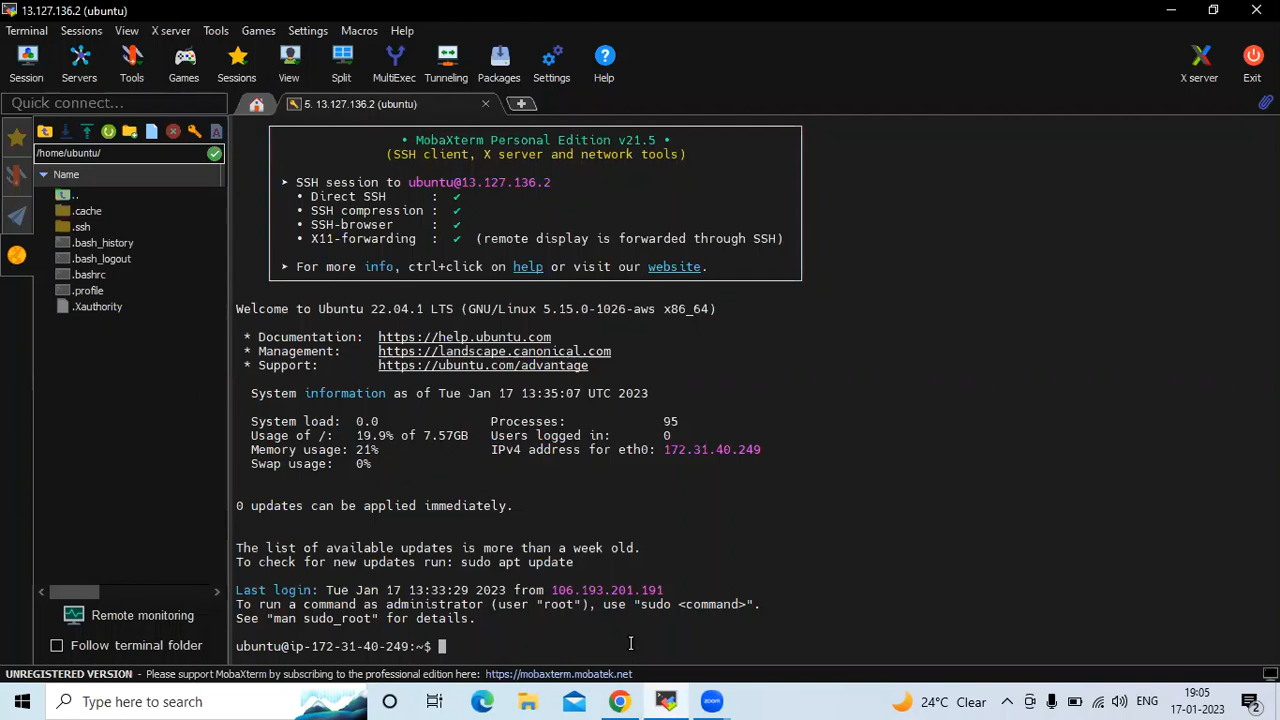 13.127.136.2 (ubuntu)
Terminal Sessions View X server Tools Games Settings Macros Help
Session Servers Tools Games Sessions View Split MultiExec Tunneling Packages Settings Help X server Exit
Quick connect...
5. 13.127.136.2 (ubuntu)
/home/ubuntu/
Name
..
.cache
.ssh
.bash_history
.bash_logout
.bashrc
.profile
.Xauthority
Remote monitoring
Follow terminal folder
• MobaXterm Personal Edition v21.5 •
(SSH client, X server and network tools)
➤ SSH session to ubuntu@13.127.136.2
• Direct SSH : ✔
• SSH compression : ✔
• SSH-browser : ✔
• X11-forwarding : ✔ (remote display is forwarded through SSH)
➤ For more info, ctrl+click on help or visit our website.
Welcome to Ubuntu 22.04.1 LTS (GNU/Linux 5.15.0-1026-aws x86_64)
* Documentation: https://help.ubuntu.com
* Management: https://landscape.canonical.com
* Support: https://ubuntu.com/advantage
System information as of Tue Jan 17 13:35:07 UTC 2023
System load: 0.0 Processes: 95
Usage of /: 19.9% of 7.57GB Users logged in: 0
Memory usage: 21% IPv4 address for eth0: 172.31.40.249
Swap usage: 0%
0 updates can be applied immediately.
The list of available updates is more than a week old.
To check for new updates run: sudo apt update
Last login: Tue Jan 17 13:33:29 2023 from 106.193.201.191
To run a command as administrator (user "root"), use "sudo <command>".
See "man sudo_root" for details.
ubuntu@ip-172-31-40-249:~$
UNREGISTERED VERSION - Please support MobaXterm by subscribing to the professional edition here: https://mobaxterm.mobatek.net
Type here to search
zoom
24°C Clear
ENG
19:05
17-01-2023
2